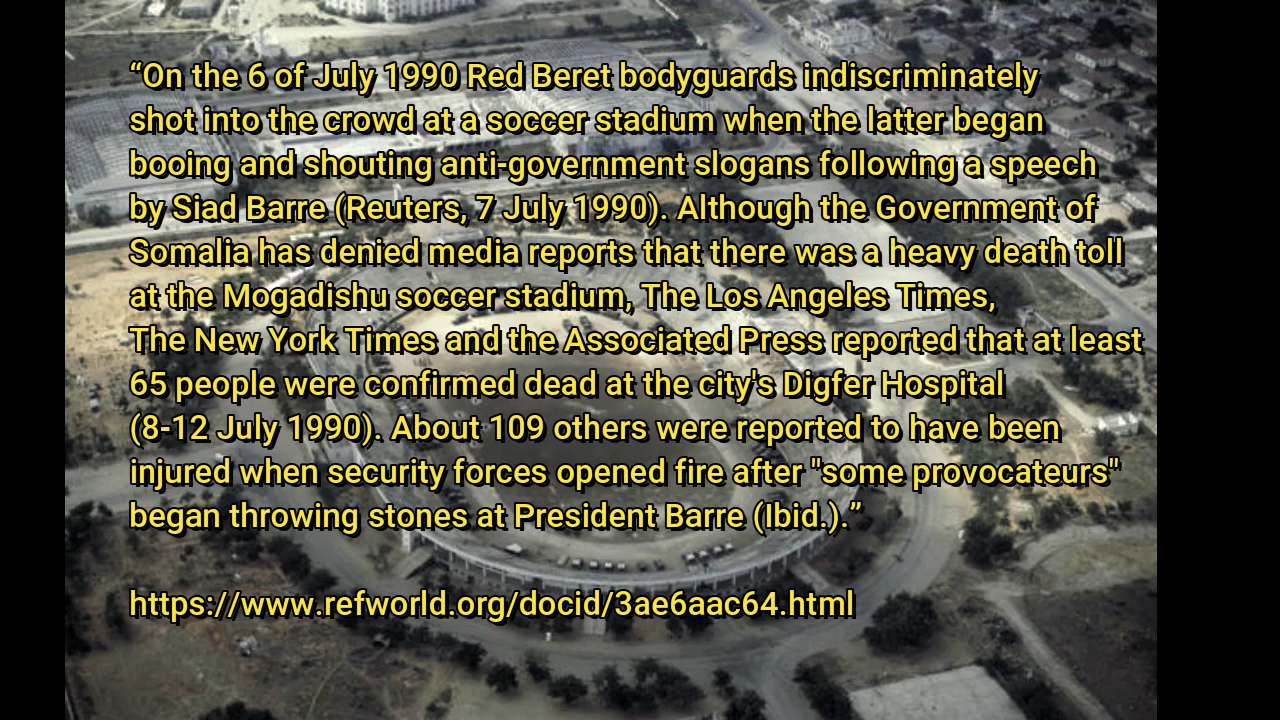 “On the 6 of July 1990 Red Beret bodyguards indiscriminately
shot into the crowd at a soccer stadium when the latter began
booing and shouting anti-government slogans following a speech
by Siad Barre (Reuters, 7 July 1990). Although the Government of
Somalia has denied media reports that there was a heavy death toll
at the Mogadishu soccer stadium, The Los Angeles Times,
The New York Times and the Associated Press reported that at least
65 people were confirmed dead at the city's Digfer Hospital
(8-12 July 1990). About 109 others were reported to have been
injured when security forces opened fire after "some provocateurs"
began throwing stones at President Barre (Ibid.).”
https://www.refworld.org/docid/3ae6aac64.html